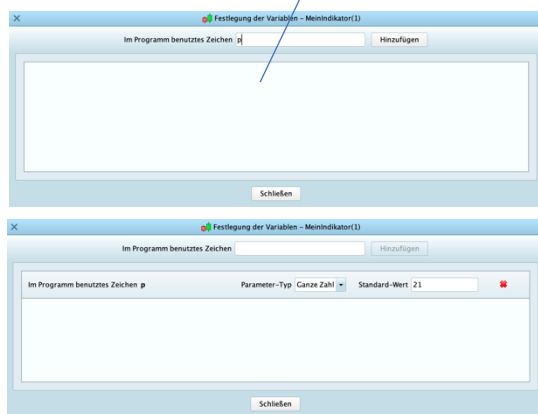 Festlegung der Variablen - MeinIndikator(1)
Im Programm benutztes Zeichen p Hinzufügen
Schließen
Festlegung der Variablen - MeinIndikator(1)
Im Programm benutztes Zeichen Hinzufügen
Im Programm benutztes Zeichen p Parameter-Typ Ganze Zahl Standard-Wert 21
Schließen